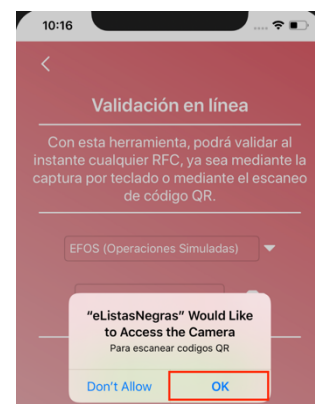 10:16
Validación en línea
Con esta herramienta, podrá validar al
instante cualquier RFC, ya sea mediante la
captura por teclado o mediante el escaneo
de código QR.
EFOS (Operaciones Simuladas)
“eListasNegras” Would Like
to Access the Camera
Para escanear codigos QR
Don't Allow
OK